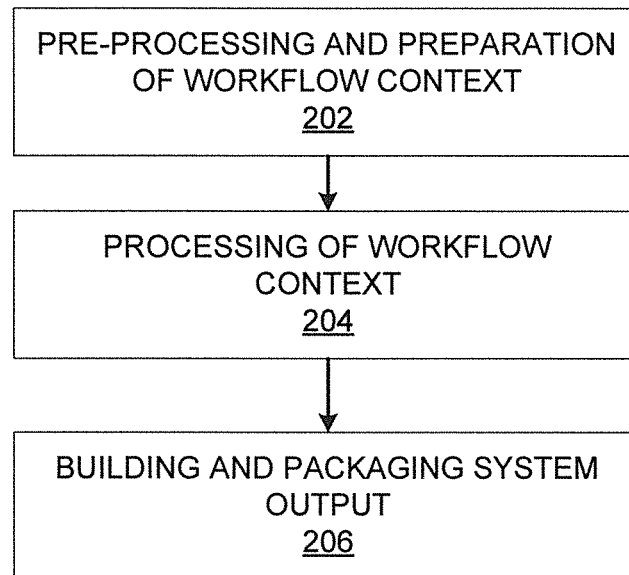 PRE-PROCESSING AND PREPARATION
OF WORKFLOW CONTEXT
202
PROCESSING OF WORKFLOW
CONTEXT
204
BUILDING AND PACKAGING SYSTEM
OUTPUT
206